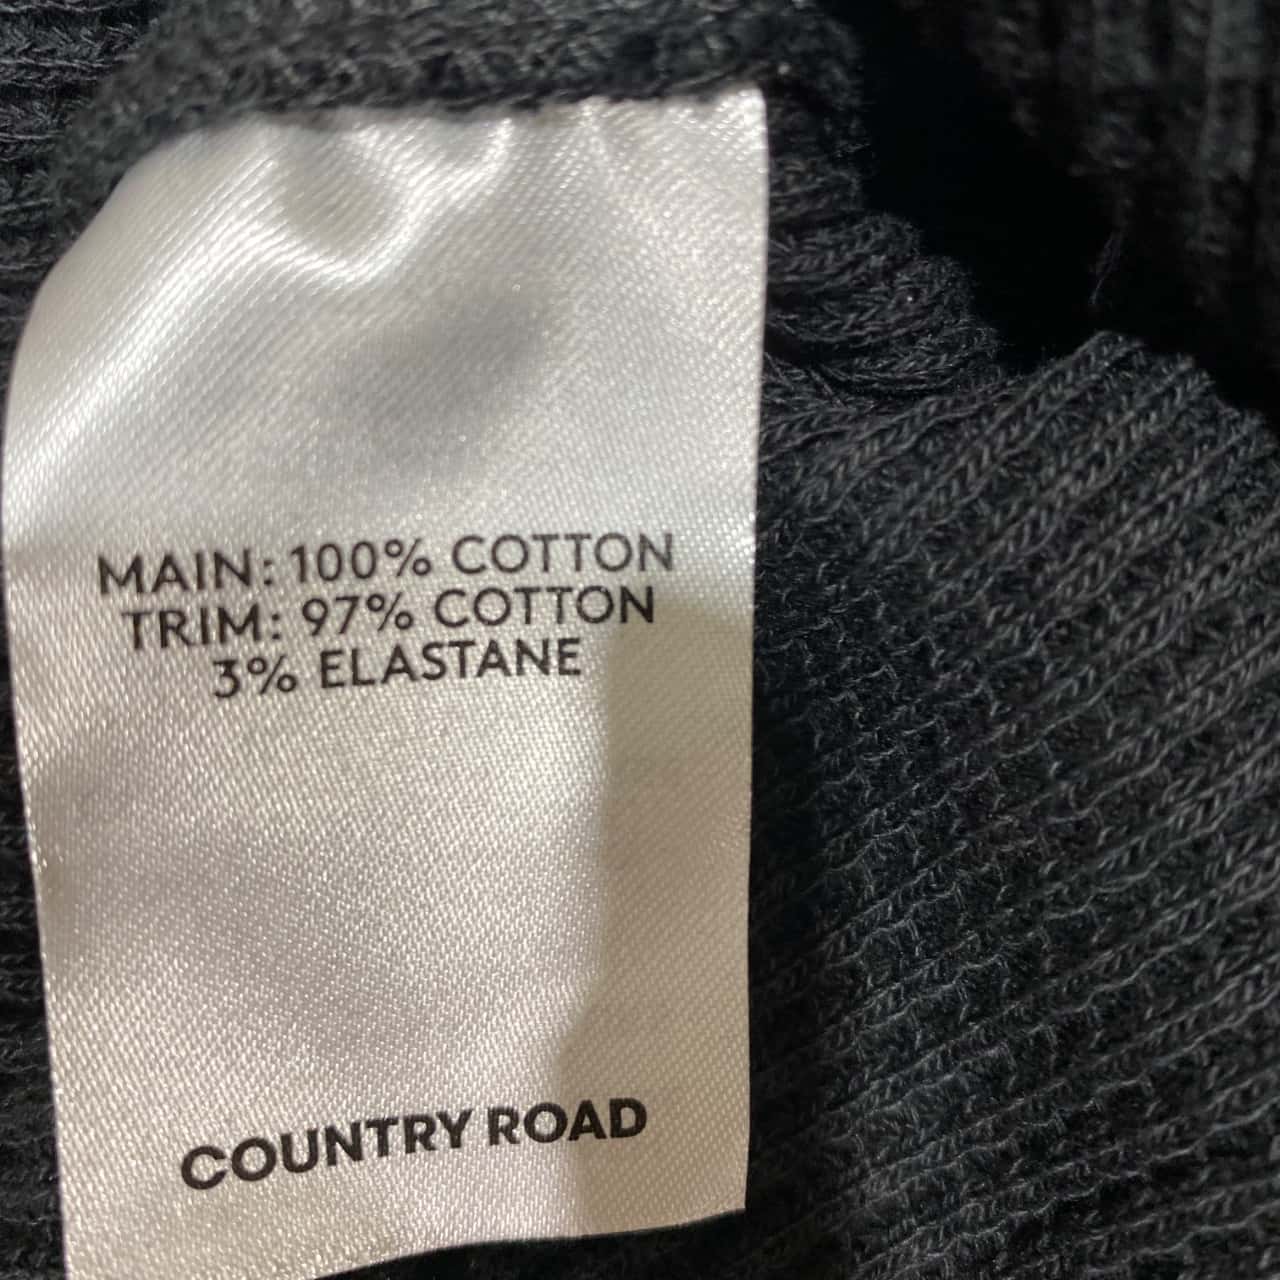 MAIN: 100% COTTON
TRIM: 97% COTTON
3% ELASTANE
COUNTRY ROAD